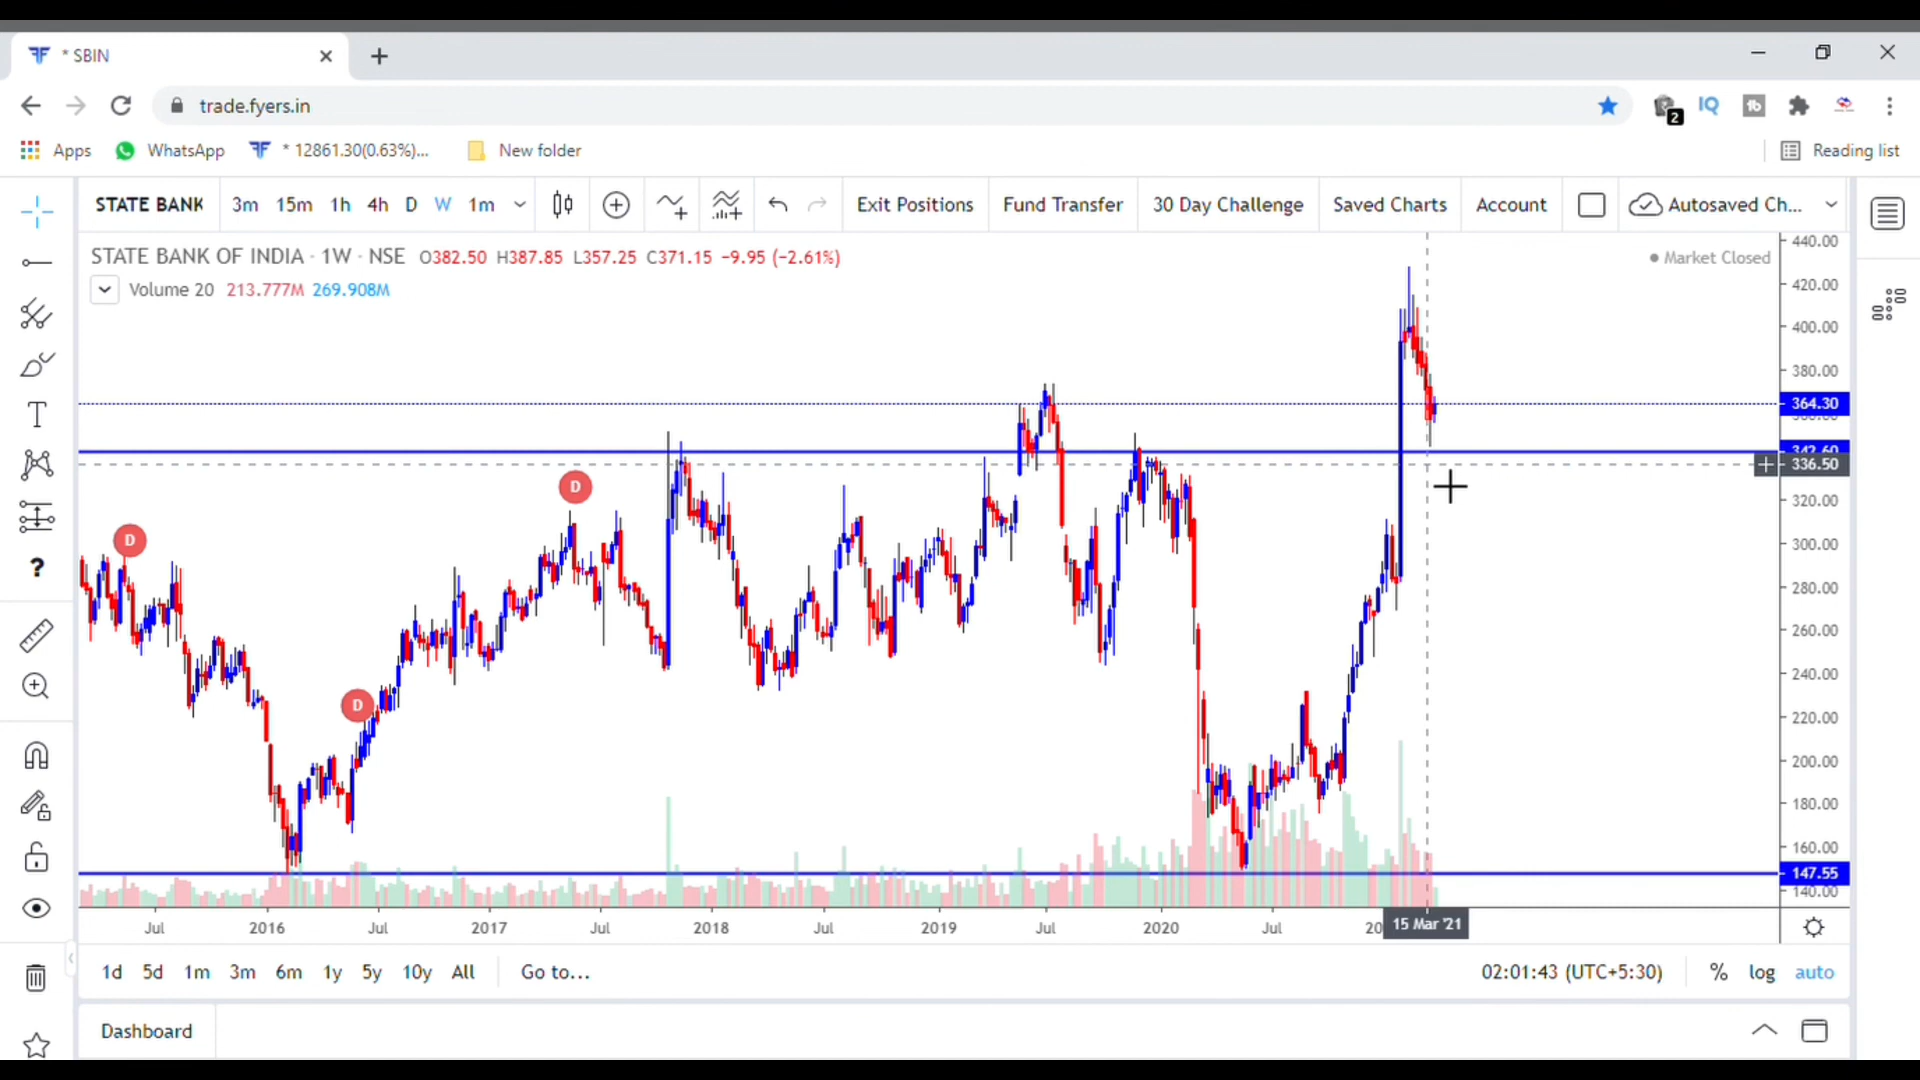 * SBIN
trade.fyers.in
2
IQ
tb
Apps WhatsApp * 12861.30(0.63%)... New folder Reading list
STATE BANK 3m 15m 1h 4h D W 1m Exit Positions Fund Transfer 30 Day Challenge Saved Charts Account Autosaved Ch...
STATE BANK OF INDIA · 1W · NSE O382.50 H387.85 L357.25 C371.15 −9.95 (−2.61%) Market Closed
Volume 20 213.777M 269.908M
440.00
420.00
400.00
380.00
364.30
342.60
336.50
320.00
300.00
280.00
260.00
240.00
220.00
200.00
180.00
160.00
147.55
140.00
D
D
D
T
?
Jul 2016 Jul 2017 Jul 2018 Jul 2019 Jul 2020 Jul 15 Mar '21
1d 5d 1m 3m 6m 1y 5y 10y All Go to... 02:01:43 (UTC+5:30) % log auto
Dashboard